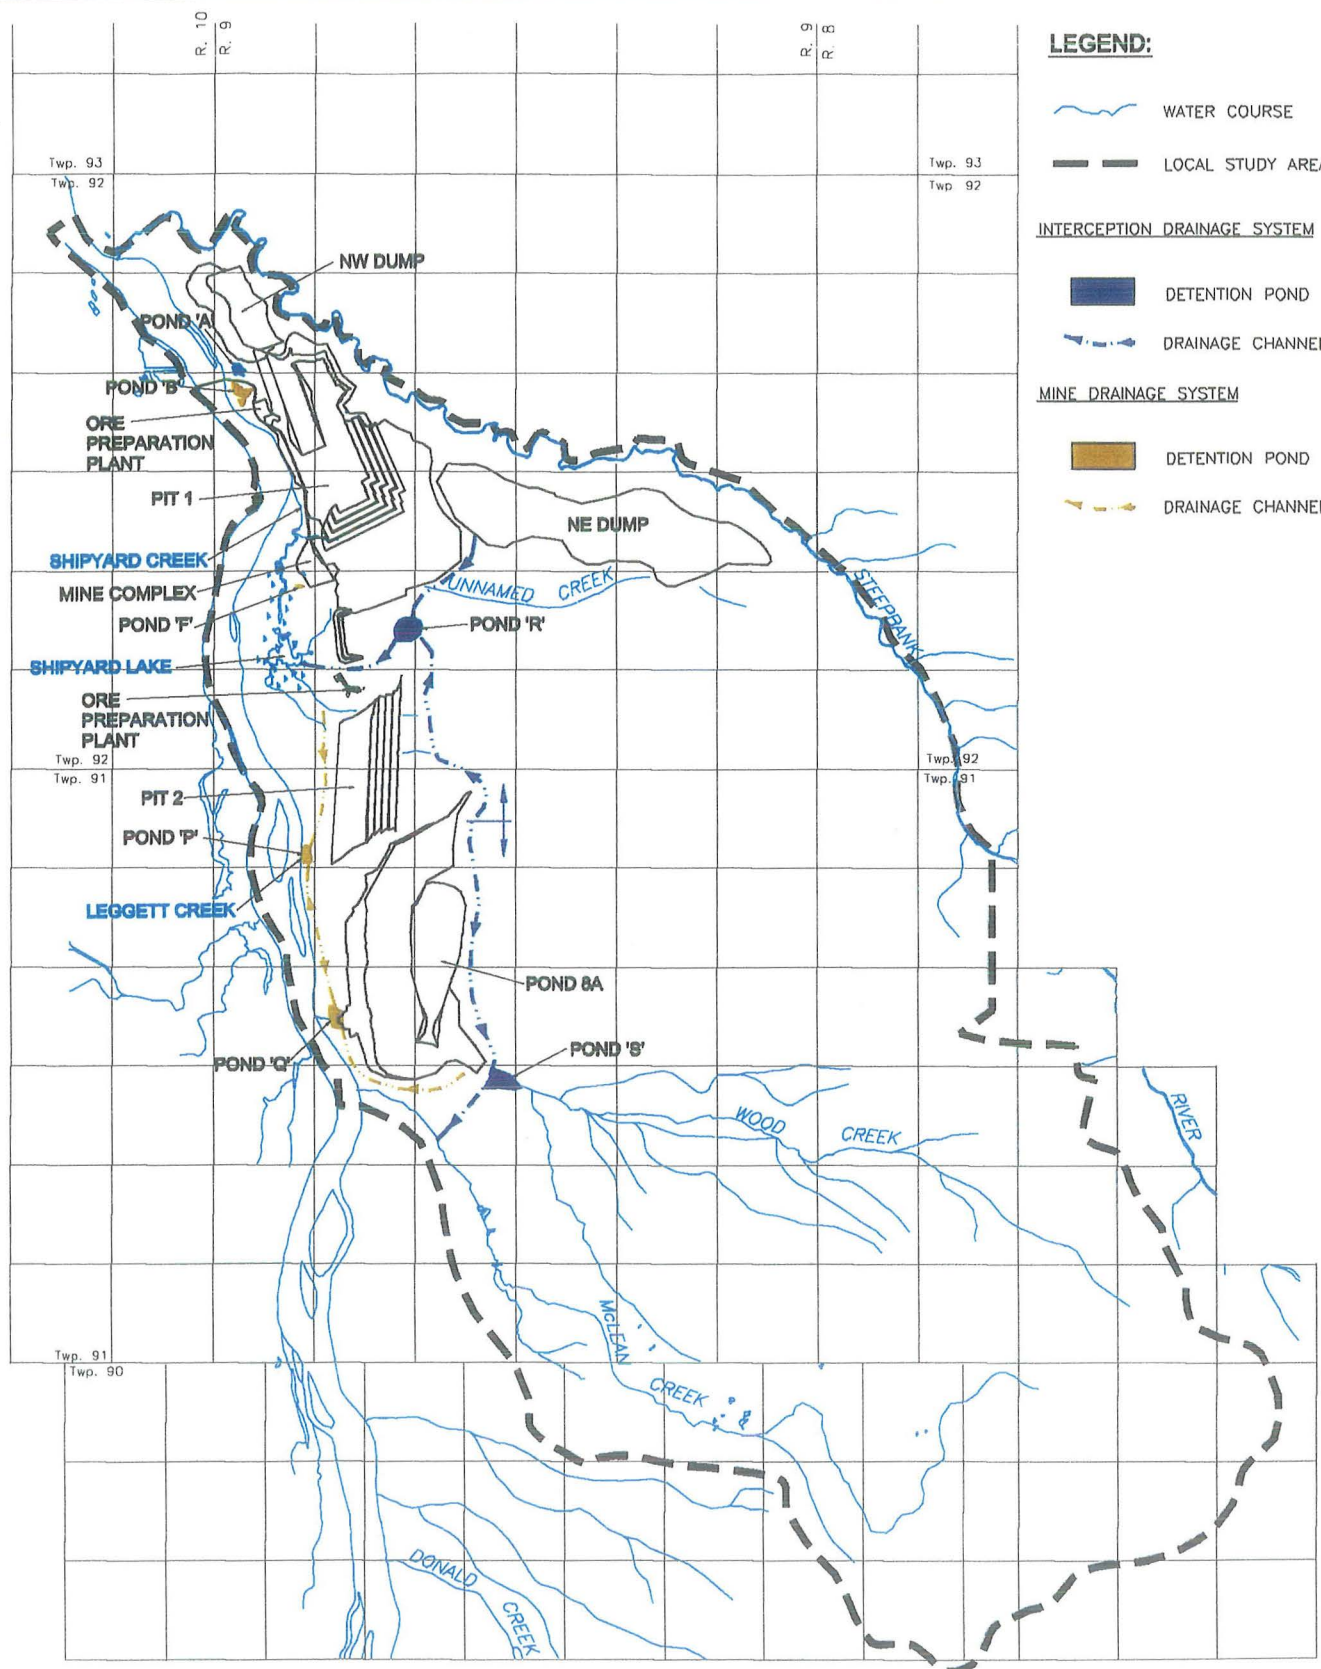 R. 10
R. 9
R. 9
R. 8
LEGEND:
WATER COURSE
LOCAL STUDY AREA
INTERCEPTION DRAINAGE SYSTEM
DETENTION POND
DRAINAGE CHANNEL
MINE DRAINAGE SYSTEM
DETENTION POND
DRAINAGE CHANNEL
Twp. 93
Twp. 92
Twp. 93
Twp 92
NW DUMP
POND 'A'
POND 'B'
ORE
PREPARATION
PLANT
PIT 1
NE DUMP
SHIPYARD CREEK
MINE COMPLEX
UNNAMED CREEK
STEEPBANK
POND 'F'
POND 'R'
SHIPYARD LAKE
ORE
PREPARATION
PLANT
Twp. 92
Twp. 91
Twp. 92
Twp. 91
PIT 2
POND 'P'
LEGGETT CREEK
POND 8A
POND 'Q'
POND 'S'
WOOD CREEK
RIVER
McLEAN
CREEK
Twp. 91
Twp. 90
DONALD
CREEK